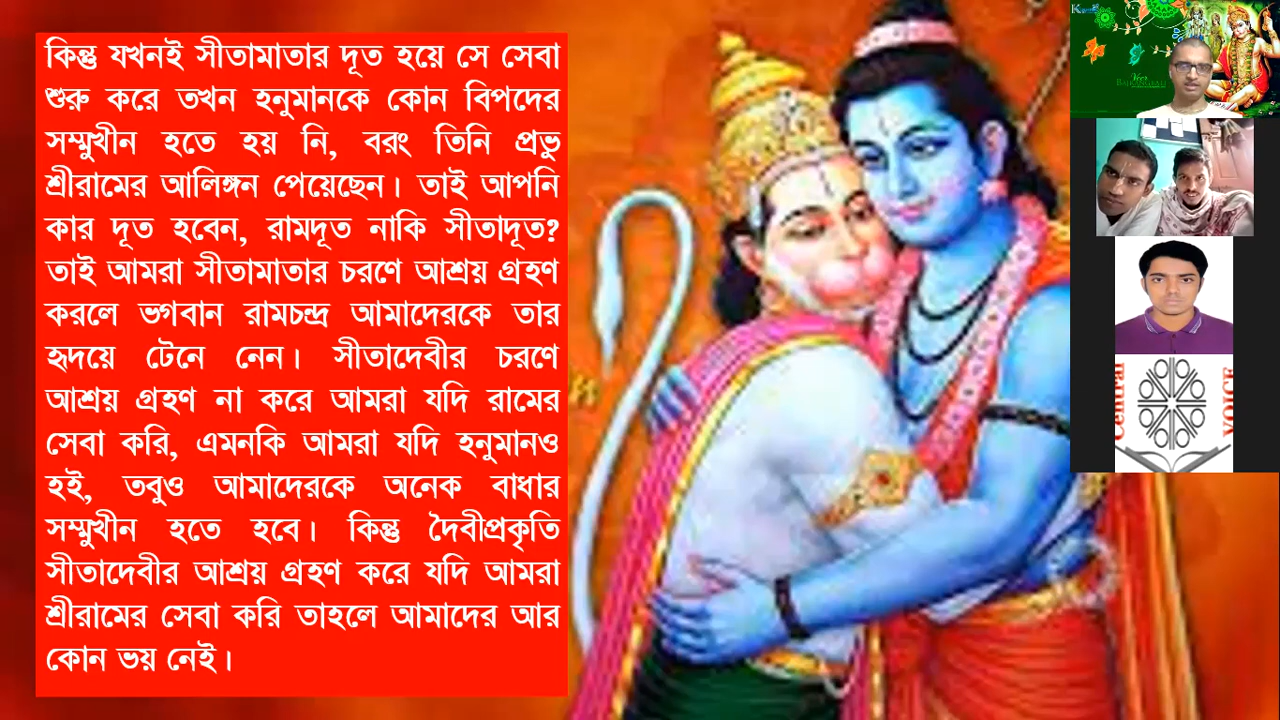 কিন্তু যখনই সীতামাতার দূত হয়ে সে সেবা
শুরু করে তখন হনুমানকে কোন বিপদের
সম্মুখীন হতে হয় নি, বরং তিনি প্রভু
শ্রীরামের আলিঙ্গন পেয়েছেন। তাই আপনি
কার দূত হবেন, রামদূত নাকি সীতাদূত?
তাই আমরা সীতামাতার চরণে আশ্রয় গ্রহণ
করলে ভগবান রামচন্দ্র আমাদেরকে তার
হৃদয়ে টেনে নেন। সীতাদেবীর চরণে
আশ্রয় গ্রহণ না করে আমরা যদি রামের
সেবা করি, এমনকি আমরা যদি হনুমানও
হই, তবুও আমাদেরকে অনেক বাধার
সম্মুখীন হতে হবে। কিন্তু দৈবীপ্রকৃতি
সীতাদেবীর আশ্রয় গ্রহণ করে যদি আমরা
শ্রীরামের সেবা করি তাহলে আমাদের আর
কোন ভয় নেই।
Veer
Central
VOICE